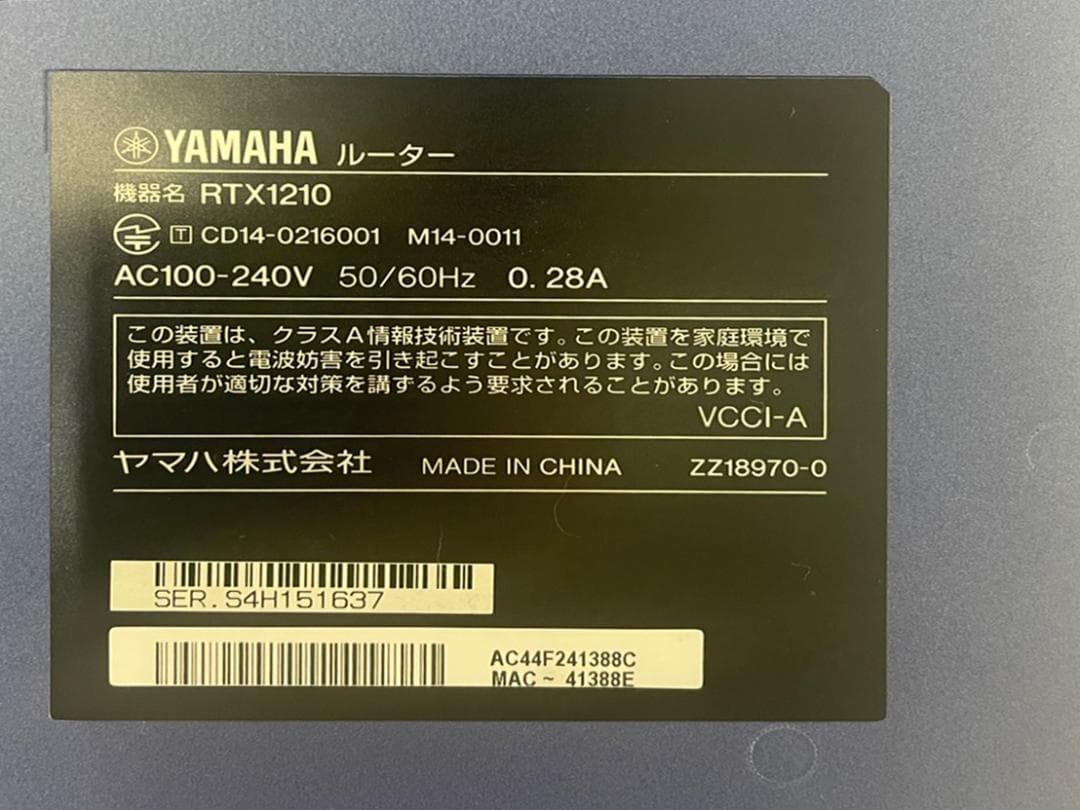 YAMAHA ルーター
機器名 RTX1210
T CD14-0216001 M14-0011
AC100-240V 50/60Hz 0.28A
この装置は、クラスA情報技術装置です。この装置を家庭環境で
使用すると電波妨害を引き起こすことがあります。この場合には
使用者が適切な対策を講ずるよう要求されることがあります。
VCCI-A
ヤマハ株式会社 MADE IN CHINA ZZ18970-0
SER.S4H151637
AC44F241388C
MAC ~ 41388E